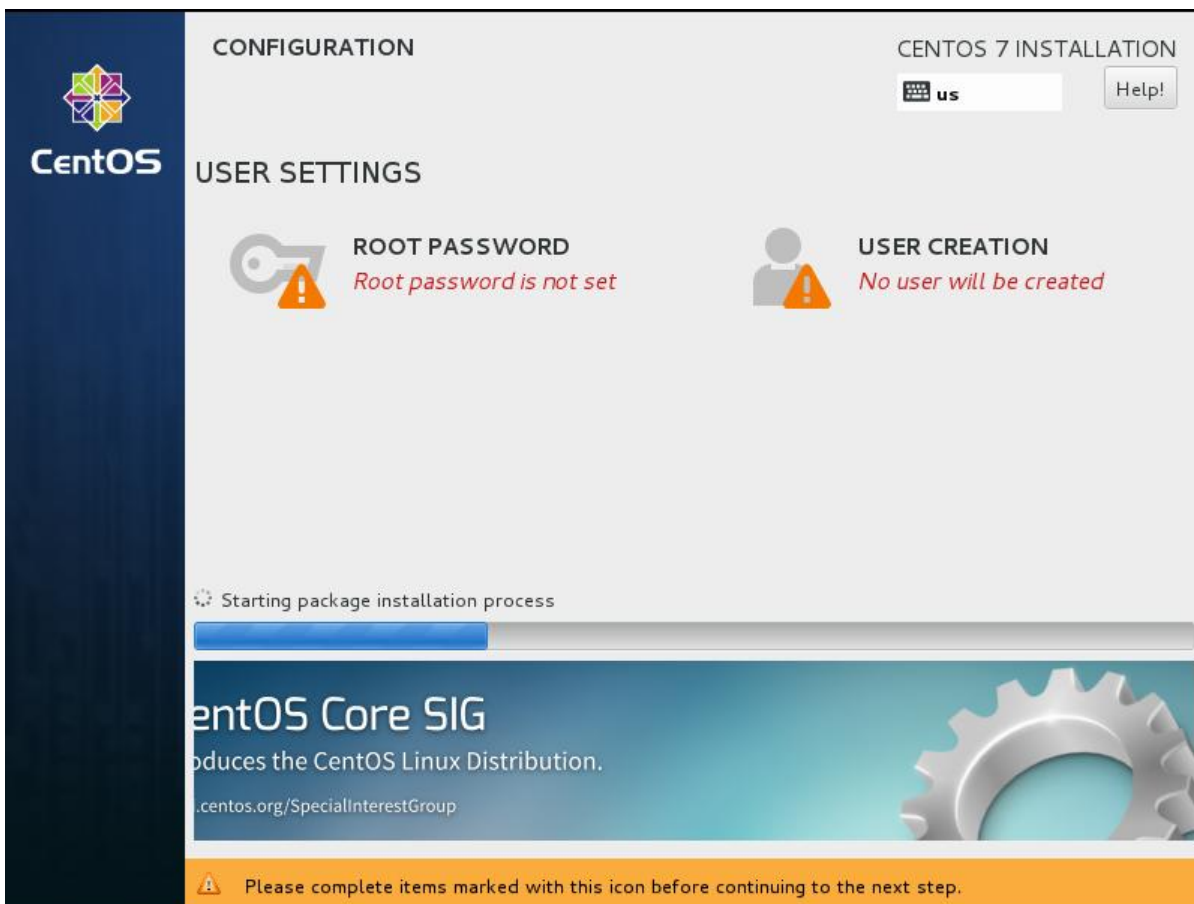 CONFIGURATION
CENTOS 7 INSTALLATION
us
Help!
CentOS
USER SETTINGS
ROOT PASSWORD
Root password is not set
USER CREATION
No user will be created
Starting package installation process
entOS Core SIG
oduces the CentOS Linux Distribution.
.centos.org/SpecialInterestGroup
Please complete items marked with this icon before continuing to the next step.